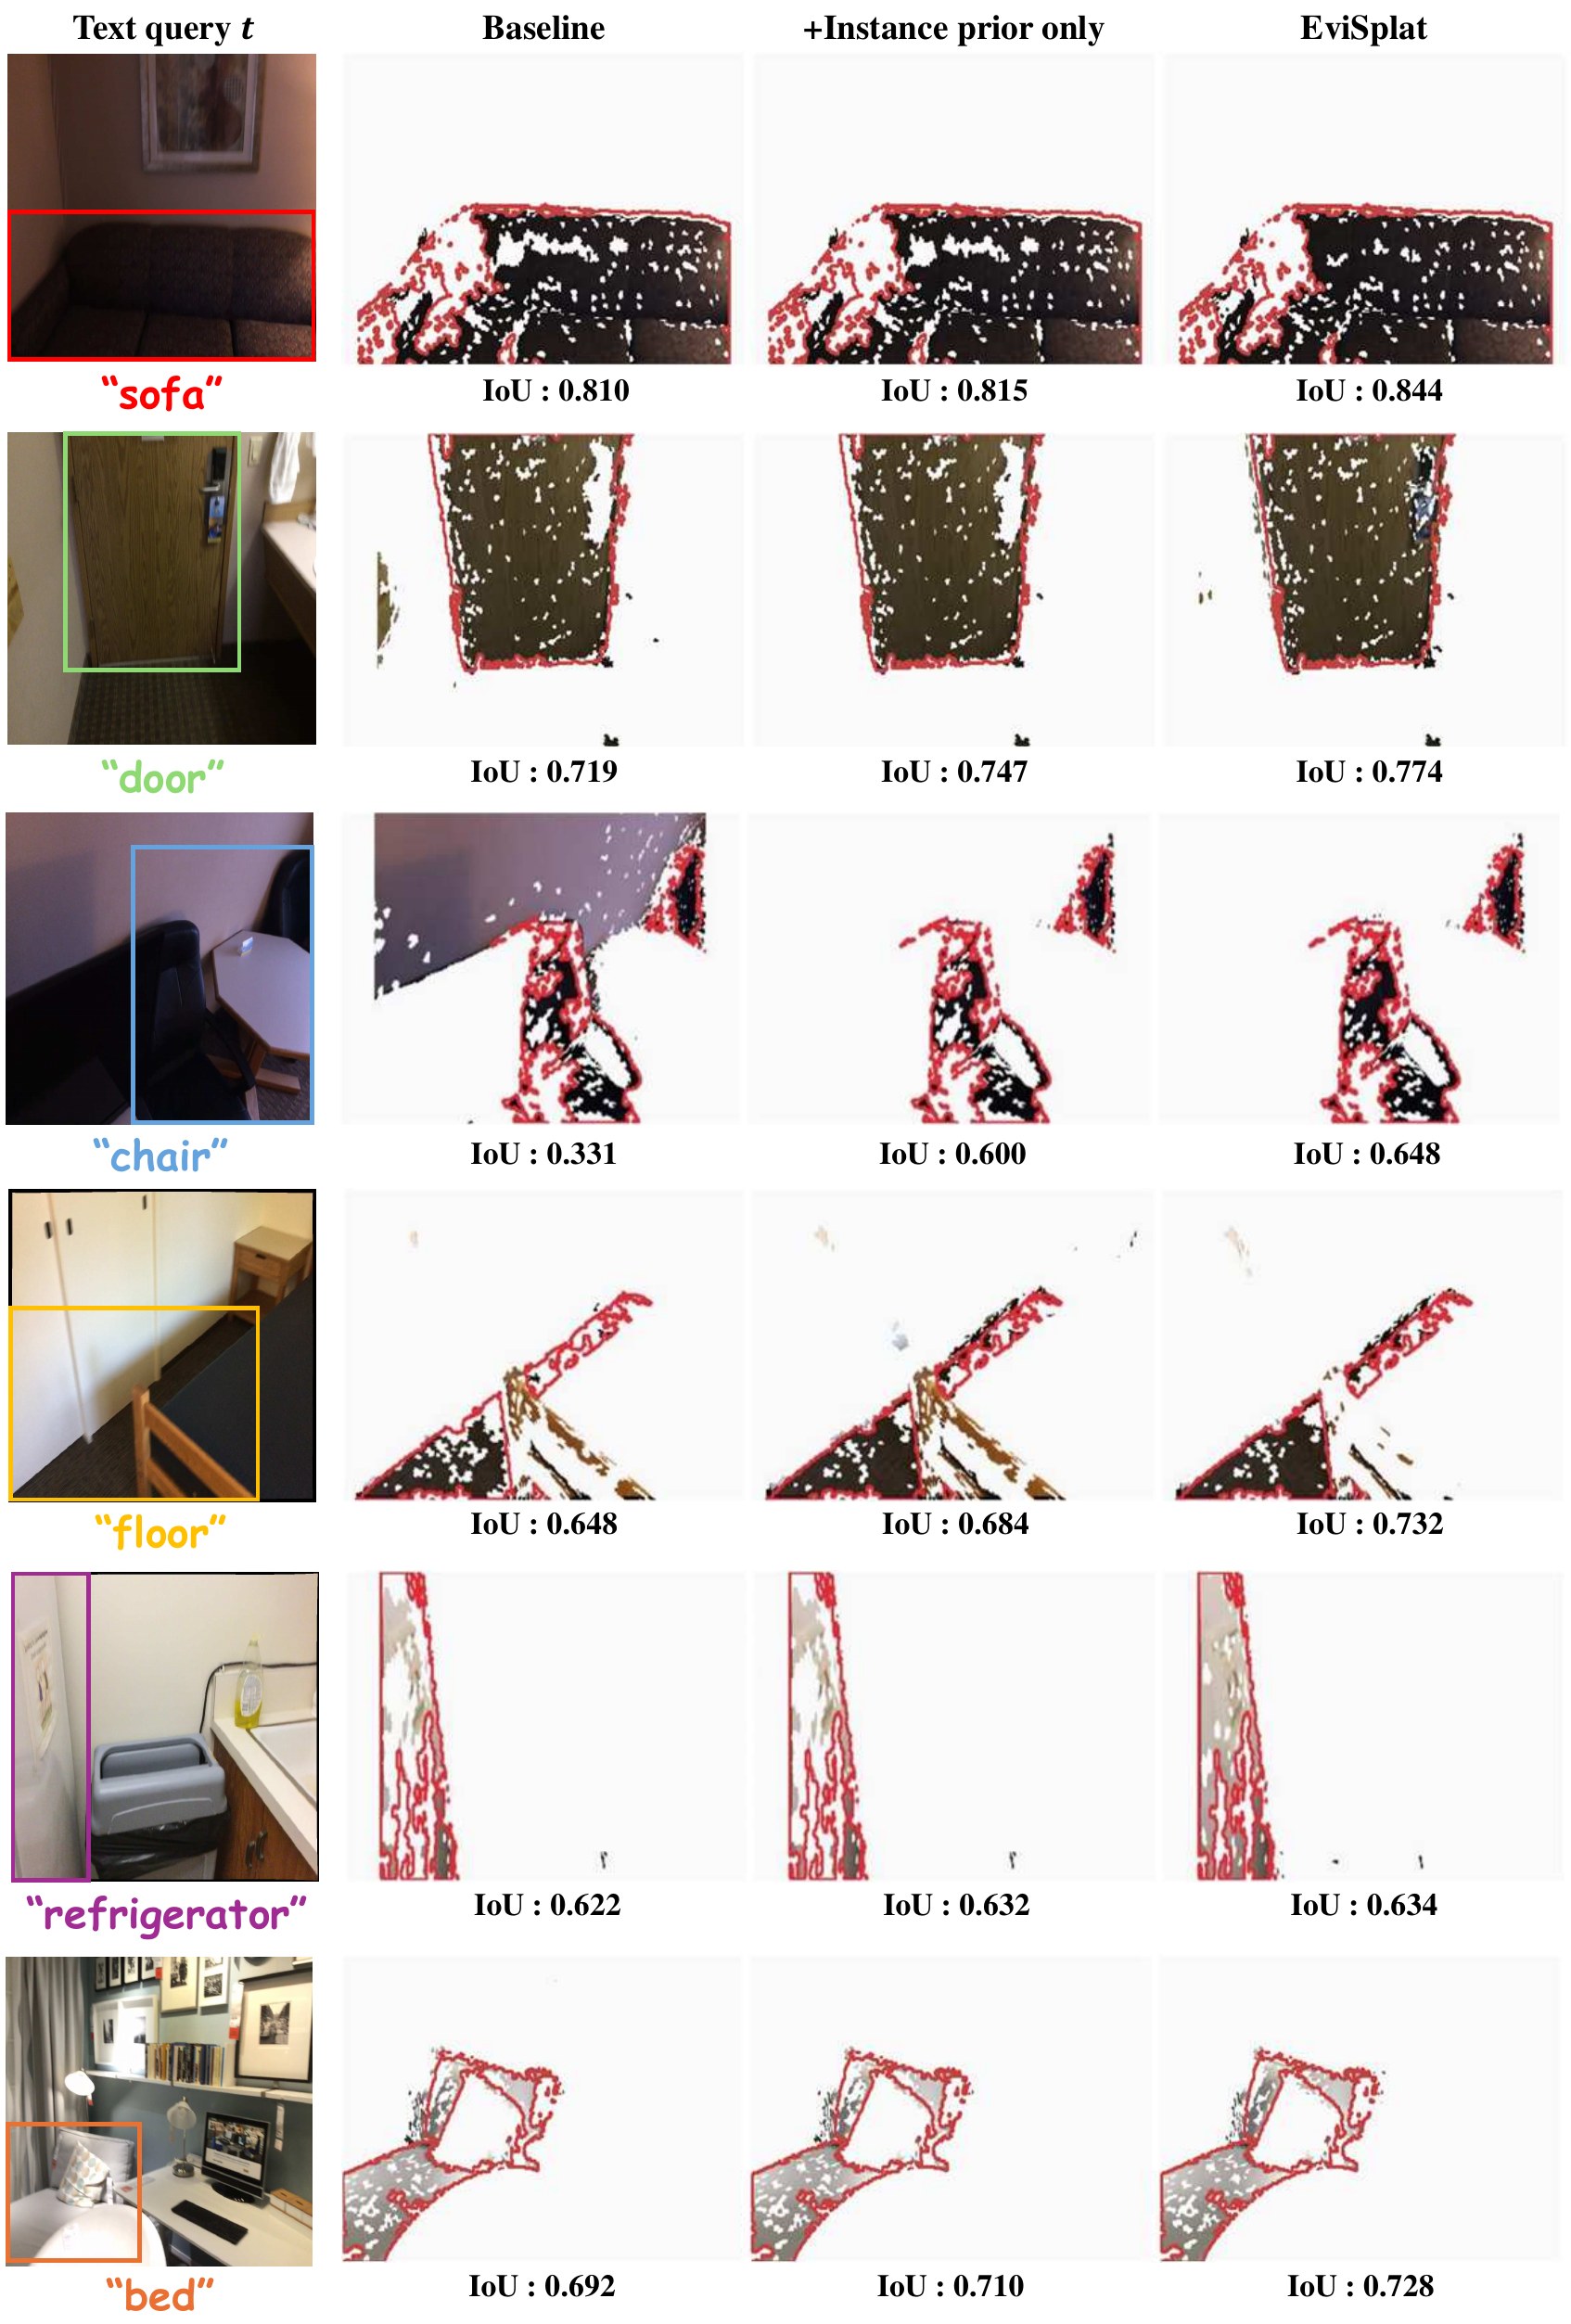 Text query t Baseline +Instance prior only EviSplat
“sofa” IoU : 0.810 IoU : 0.815 IoU : 0.844
“door” IoU : 0.719 IoU : 0.747 IoU : 0.774
“chair” IoU : 0.331 IoU : 0.600 IoU : 0.648
“floor” IoU : 0.648 IoU : 0.684 IoU : 0.732
“refrigerator” IoU : 0.622 IoU : 0.632 IoU : 0.634
“bed” IoU : 0.692 IoU : 0.710 IoU : 0.728